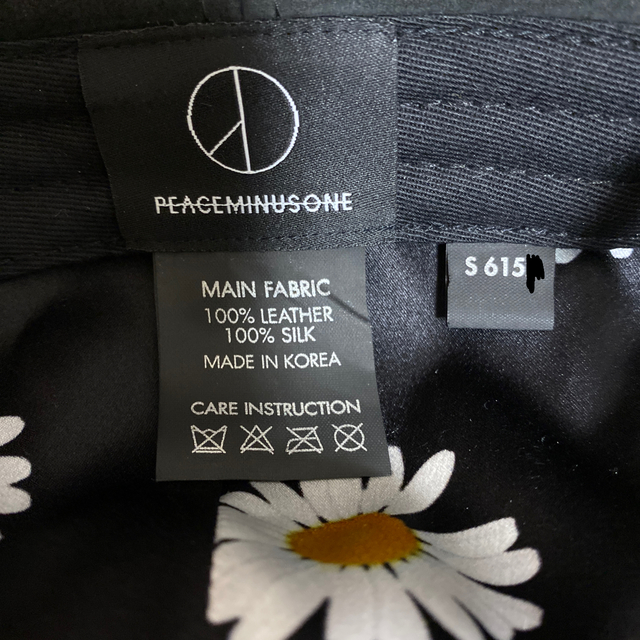 PEACEMINUSONE
MAIN FABRIC
100% LEATHER
100% SILK
MADE IN KOREA
CARE INSTRUCTION
S 615